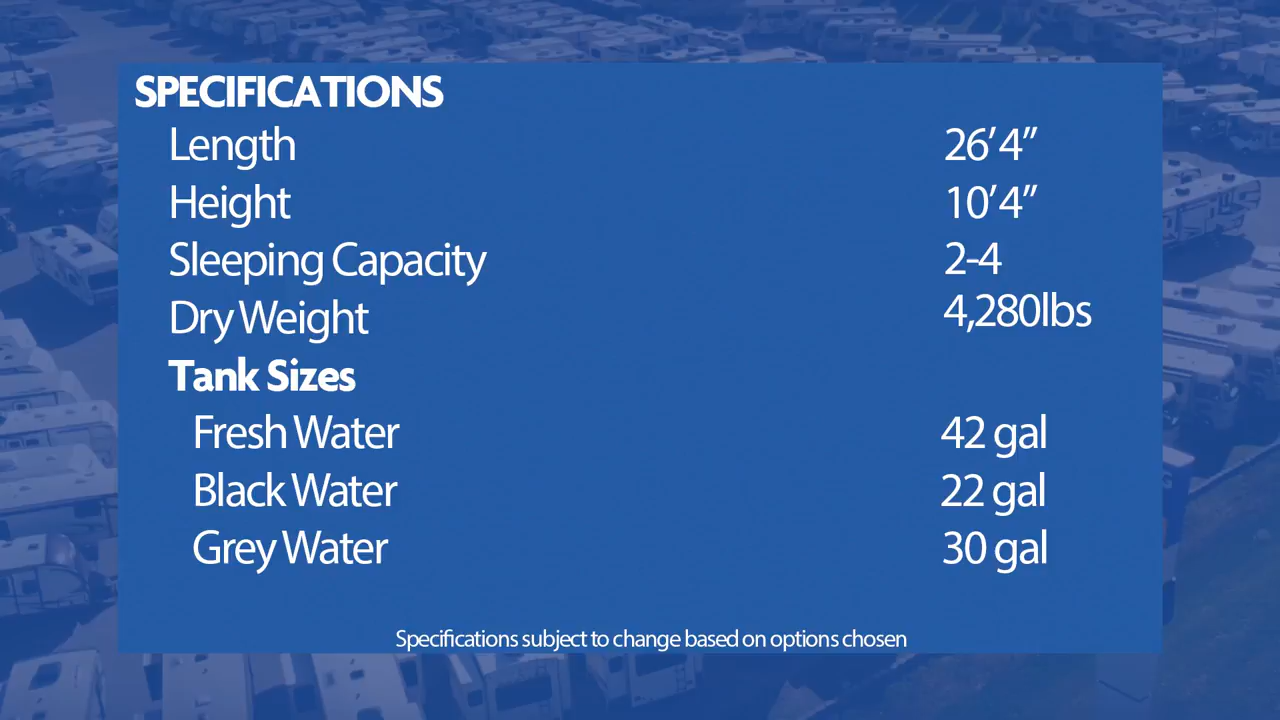 SPECIFICATIONS
Length 26’4”
Height 10’4”
Sleeping Capacity 2-4
Dry Weight 4,280lbs
Tank Sizes
Fresh Water 42 gal
Black Water 22 gal
Grey Water 30 gal
Specifications subject to change based on options chosen